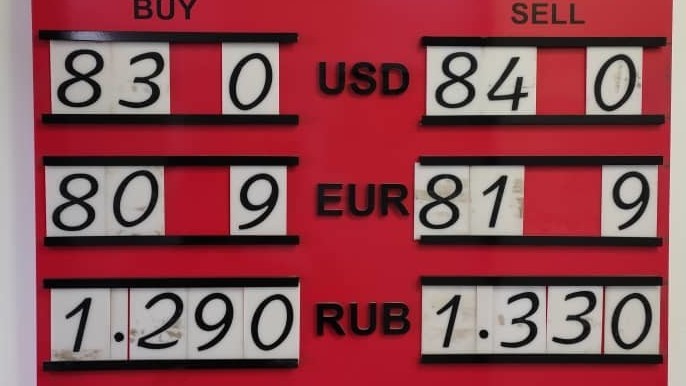 BUY SELL
83 0 USD 84 0
80 9 EUR 81 9
1.290 RUB 1.330